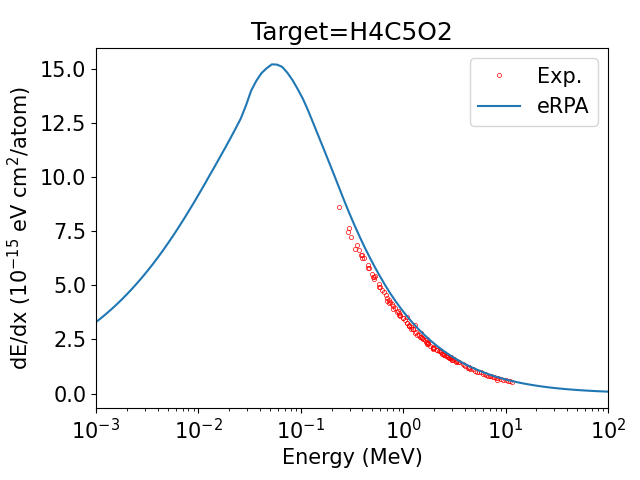 Target=H4C5O2
Exp.
eRPA
dE/dx (10⁻¹⁵ eV cm²/atom)
15.0
12.5
10.0
7.5
5.0
2.5
0.0
10⁻³ 10⁻² 10⁻¹ 10⁰ 10¹ 10²
Energy (MeV)